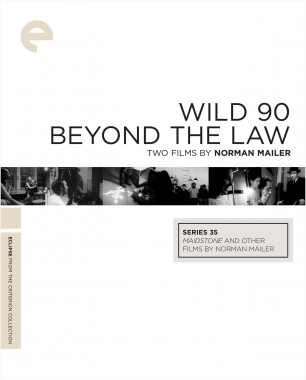 e
WILD 90
BEYOND THE LAW
TWO FILMS BY NORMAN MAILER
SERIES 35
MAIDSTONE AND OTHER
FILMS BY NORMAN MAILER
ECLIPSE FROM THE CRITERION COLLECTION